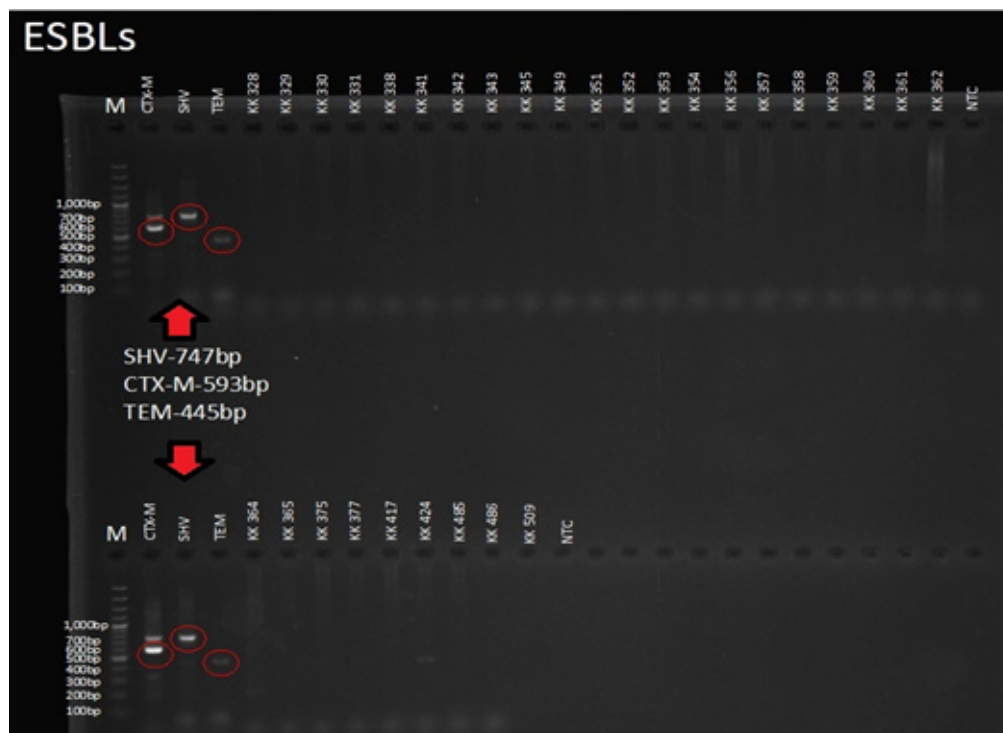 ESBLs
M CTX-M SHV TEM KK 328 KK 329 KK 330 KK 331 KK 338 KK 341 KK 342 KK 343 KK 345 KK 349 KK 351 KK 352 KK 353 KK 354 KK 356 KK 357 KK 358 KK 359 KK 360 KK 361 KK 362 NTC
1,000bp
700bp
600bp
500bp
400bp
300bp
200bp
100bp
SHV-747bp
CTX-M-593bp
TEM-445bp
M CTX-M SHV TEM KK 364 KK 365 KK 375 KK 377 KK 417 KK 424 KK 485 KK 486 KK 509 NTC
1,000bp
700bp
600bp
500bp
400bp
300bp
200bp
100bp